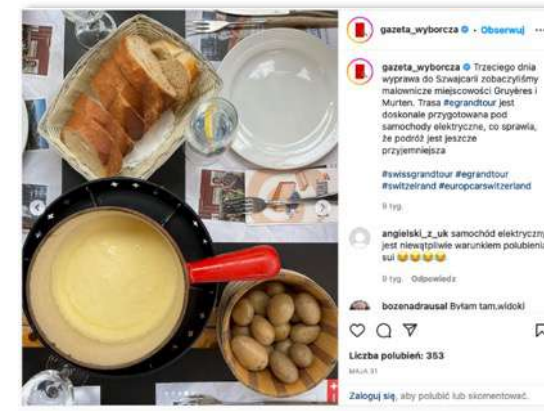 gazeta_wyborcza • Obserwuj ...
gazeta_wyborcza Trzeciego dnia
wyprawa do Szwajcarii zobaczyliśmy
malownicze miejscowości Gruyères i
Murten. Trasa #egrandtour jest
doskonale przygotowana pod
samochody elektryczne, co sprawia,
że podróż jest jeszcze
przyjemniejsza
#swissgrandtour #egrandtour
#switzelrand #europcarswitzerland
9 tyg.
angielski_z_uk samochód elektryczny
jest niewątpliwie warunkiem polubienia
sui 😂😂😂😂
9 tyg. Odpowiedz
bozenadrausal Byłam tam.widoki
Liczba polubień: 353
MAJA 31
Zaloguj się, aby polubić lub skomentować.